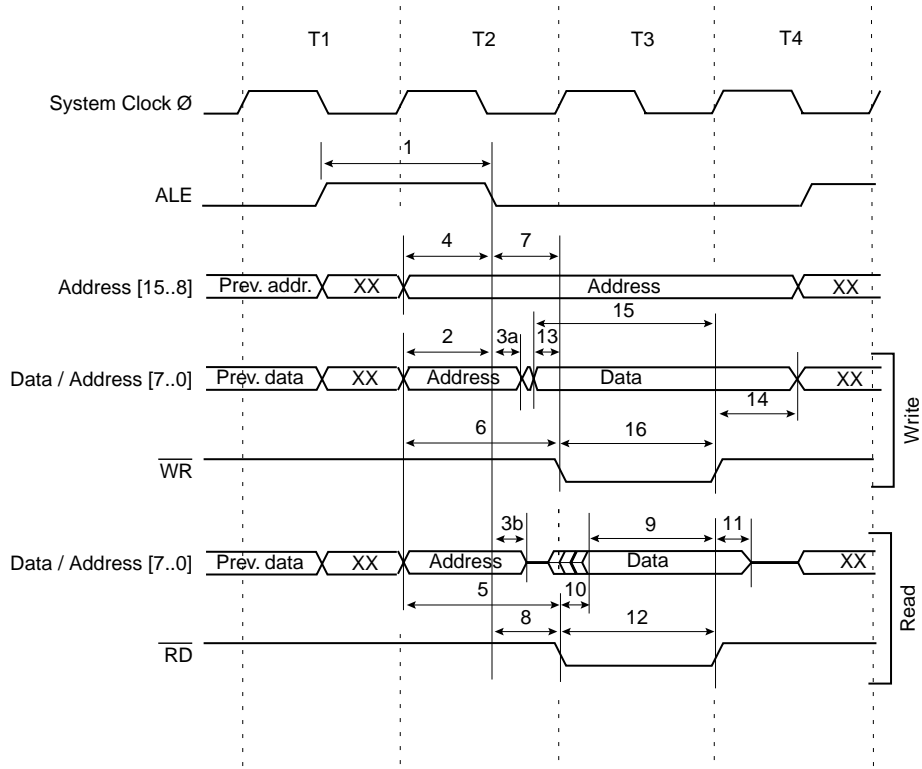 T1 T2 T3 T4
System Clock Ø
1
ALE
4 7
Address [15..8] Prev. addr. XX Address XX
15
2 3a 13
Data / Address [7..0] Prev. data XX Address Data XX
14
6 16
WR
Write
3b 9 11
Data / Address [7..0] Prev. data XX Address Data XX
5 10
8 12
RD
Read